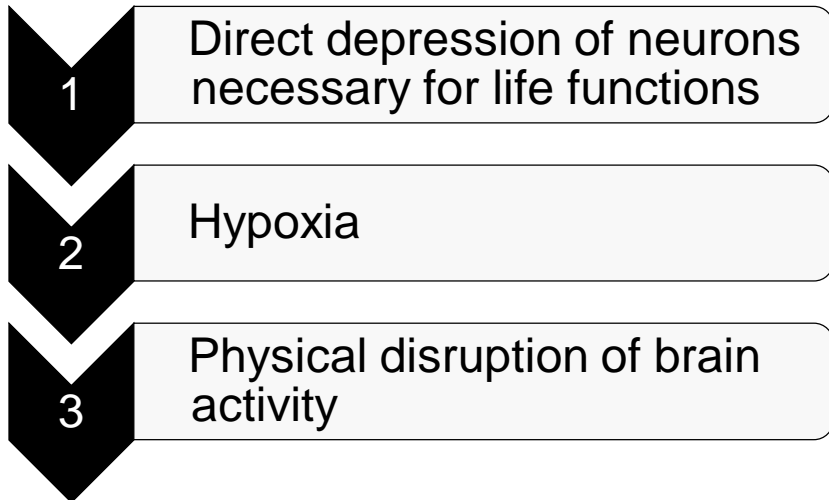 1
Direct depression of neurons
necessary for life functions
2
Hypoxia
3
Physical disruption of brain
activity